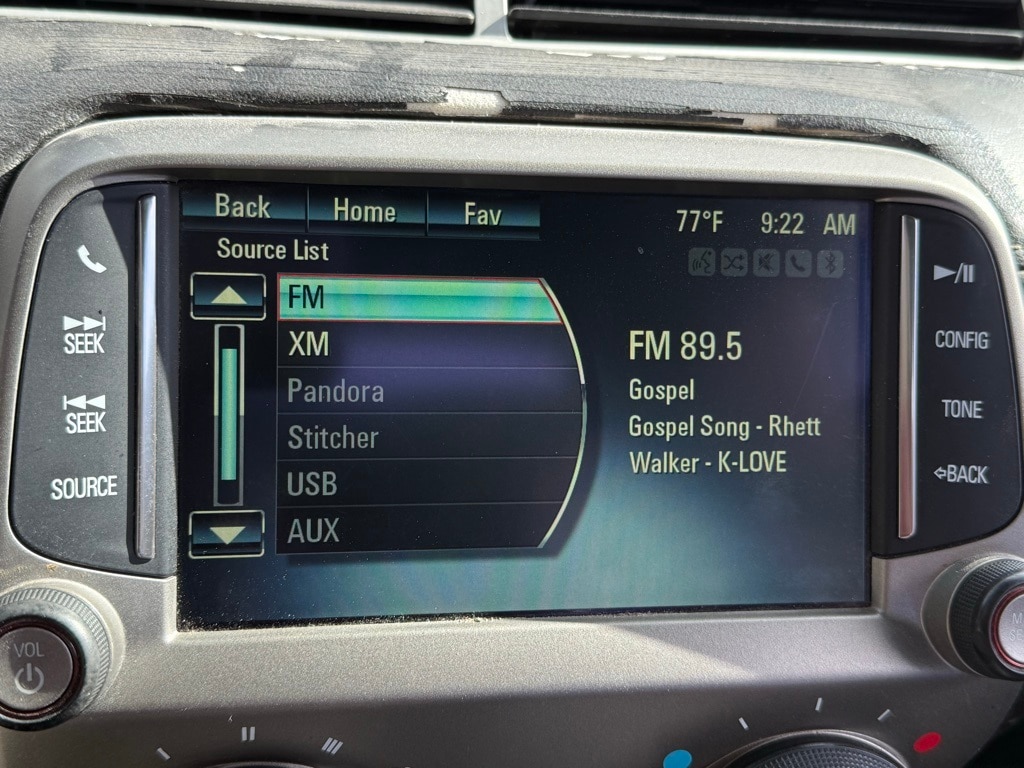 Back Home Fav 77°F 9:22 AM
Source List
FM
XM
Pandora
Stitcher
USB
AUX
FM 89.5
Gospel
Gospel Song - Rhett
Walker - K-LOVE
SEEK
SEEK
SOURCE
VOL
CONFIG
TONE
BACK